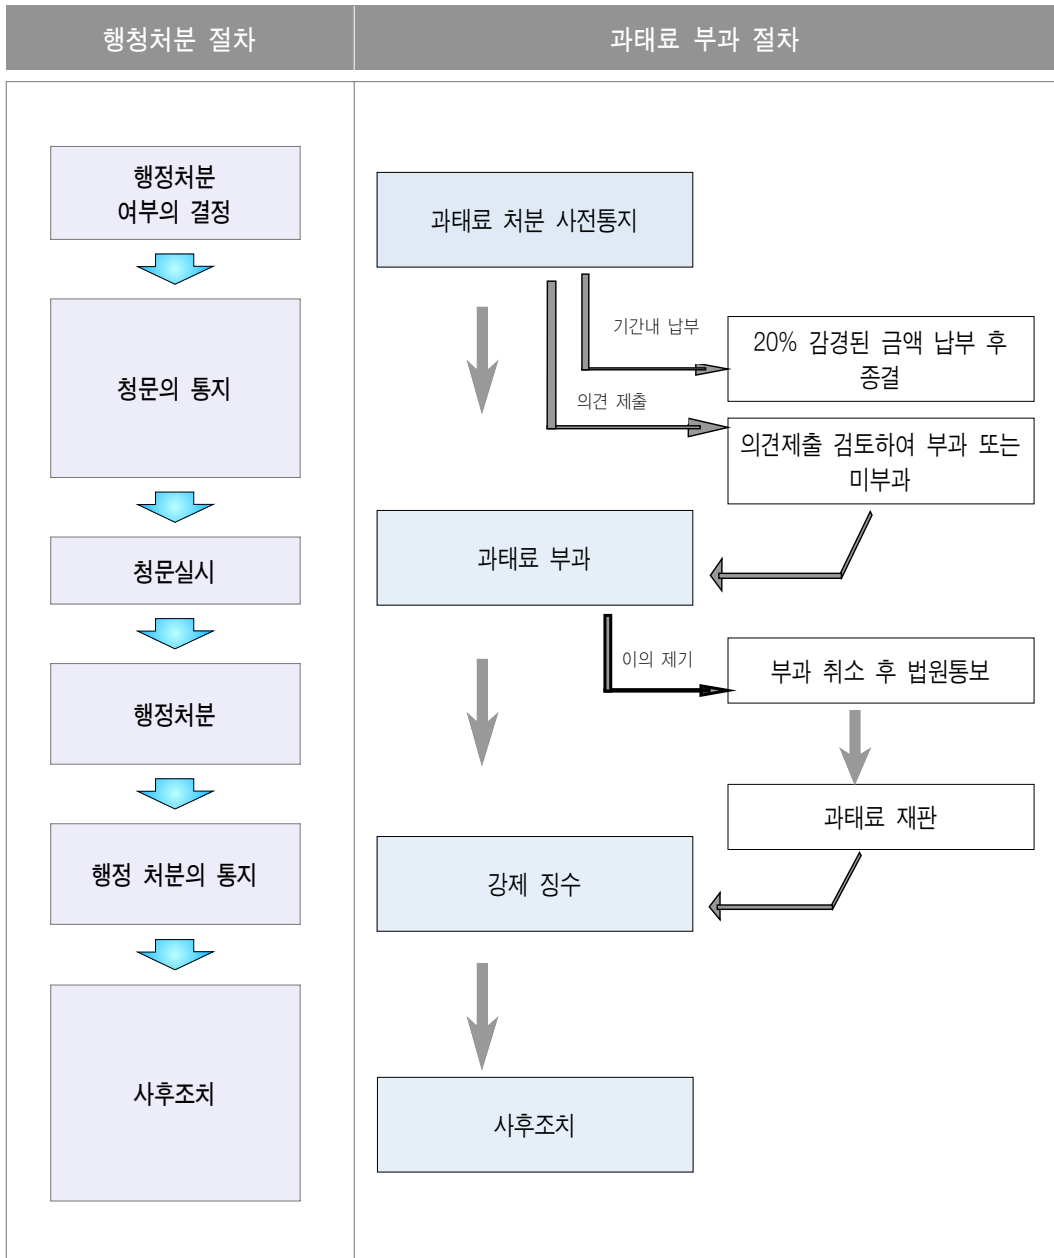 행청처분 절차
과태료 부과 절차
행정처분
여부의 결정
청문의 통지
청문실시
행정처분
행정 처분의 통지
사후조치
과태료 처분 사전통지
기간내 납부
20% 감경된 금액 납부 후
종결
의견 제출
의견제출 검토하여 부과 또는
미부과
과태료 부과
이의 제기
부과 취소 후 법원통보
과태료 재판
강제 징수
사후조치